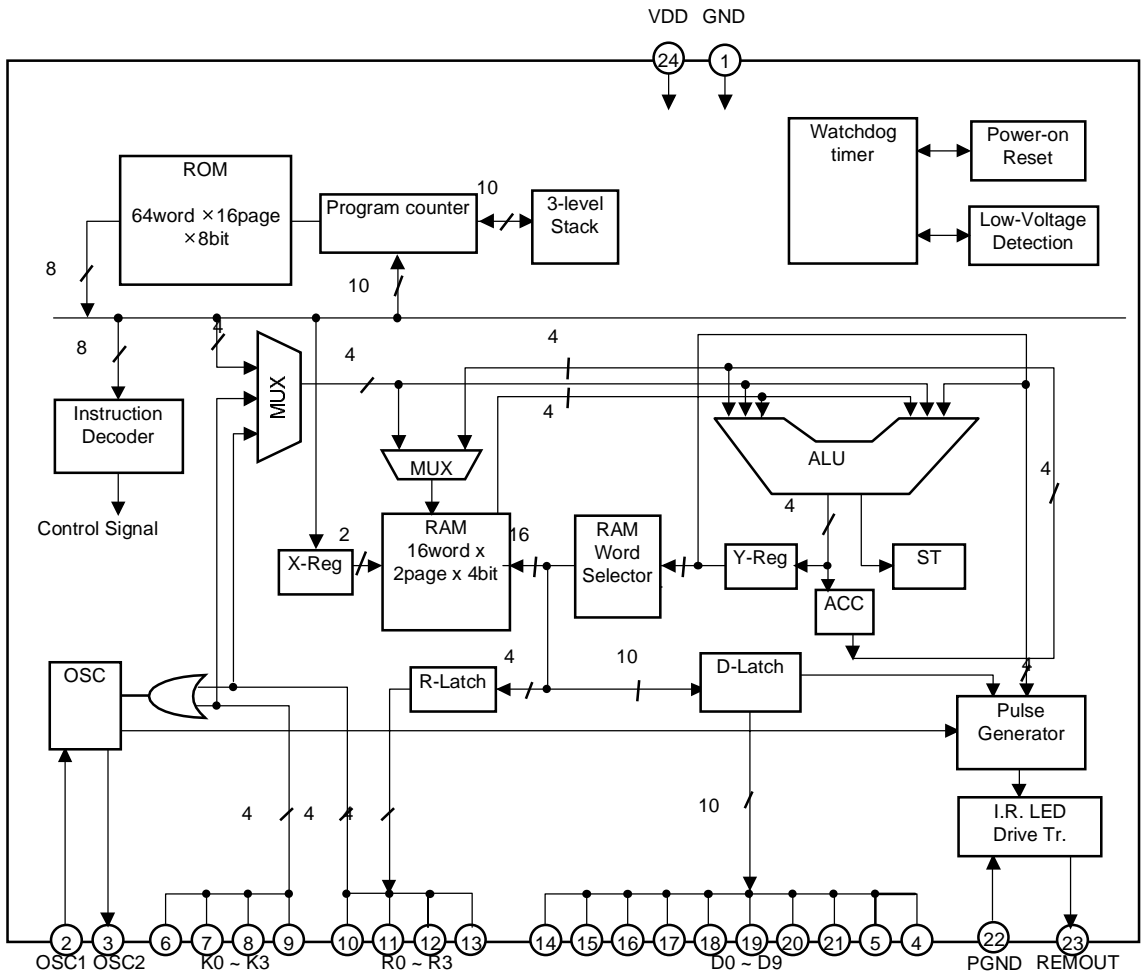 VDD GND
24 1
Watchdog
timer
Power-on
Reset
Low-Voltage
Detection
ROM
64word ×16page
×8bit
Program counter
10
3-level
Stack
8
10
8
4
MUX
4
4
4
Instruction
Decoder
Control Signal
MUX
ALU
4
4
RAM
16word x
2page x 4bit
16
2
X-Reg
RAM
Word
Selector
Y-Reg
ST
ACC
OSC
R-Latch
4
10
D-Latch
4
Pulse
Generator
I.R. LED
Drive Tr.
4
4
4
10
2 3 6 7 8 9 10 11 12 13 14 15 16 17 18 19 20 21 5 4 22 23
OSC1 OSC2 K0 ~ K3 R0 ~ R3 D0 ~ D9 PGND REMOUT